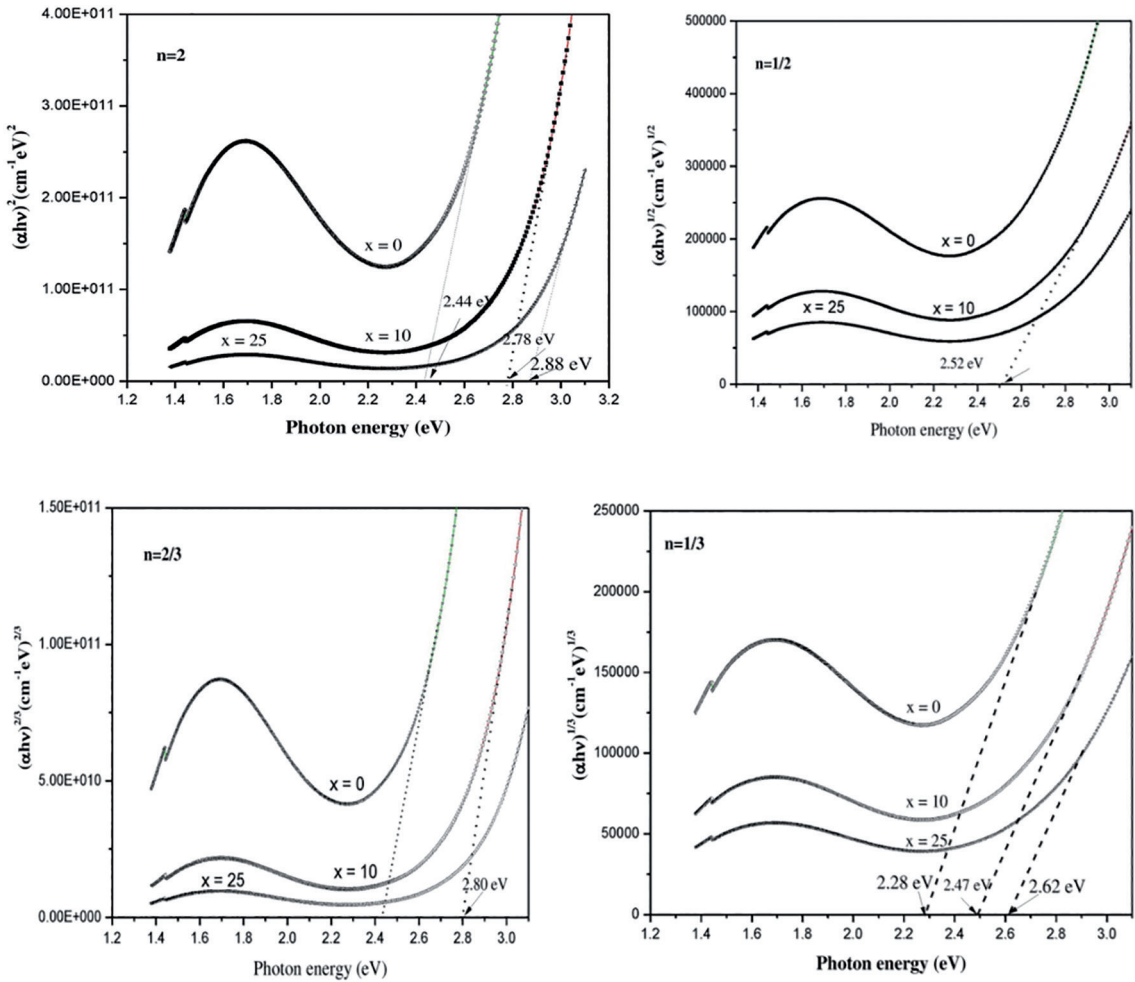 4.00E+011
3.00E+011
2.00E+011
1.00E+011
0.00E+000
(αhν)²(cm⁻¹eV)²
n=2
x = 0
x = 25
x = 10
2.44 eV
2.78 eV
2.88 eV
1.2 1.4 1.6 1.8 2.0 2.2 2.4 2.6 2.8 3.0 3.2
Photon energy (eV)
500000
400000
300000
200000
100000
0
(αhν)^1/2(cm⁻¹eV)^1/2
n=1/2
x = 0
x = 25
x = 10
2.52 eV
1.4 1.6 1.8 2.0 2.2 2.4 2.6 2.8 3.0
Photon energy (eV)
1.50E+011
1.00E+011
5.00E+010
0.00E+000
(αhν)^2/3(cm⁻¹eV)^2/3
n=2/3
x = 0
x = 10
x = 25
2.80 eV
1.2 1.4 1.6 1.8 2.0 2.2 2.4 2.6 2.8 3.0
Photon energy (eV)
250000
200000
150000
100000
50000
0
(αhν)^1/3(cm⁻¹eV)^1/3
n=1/3
x = 0
x = 10
x = 25
2.28 eV
2.47 eV
2.62 eV
1.2 1.4 1.6 1.8 2.0 2.2 2.4 2.6 2.8 3.0
Photon energy (eV)